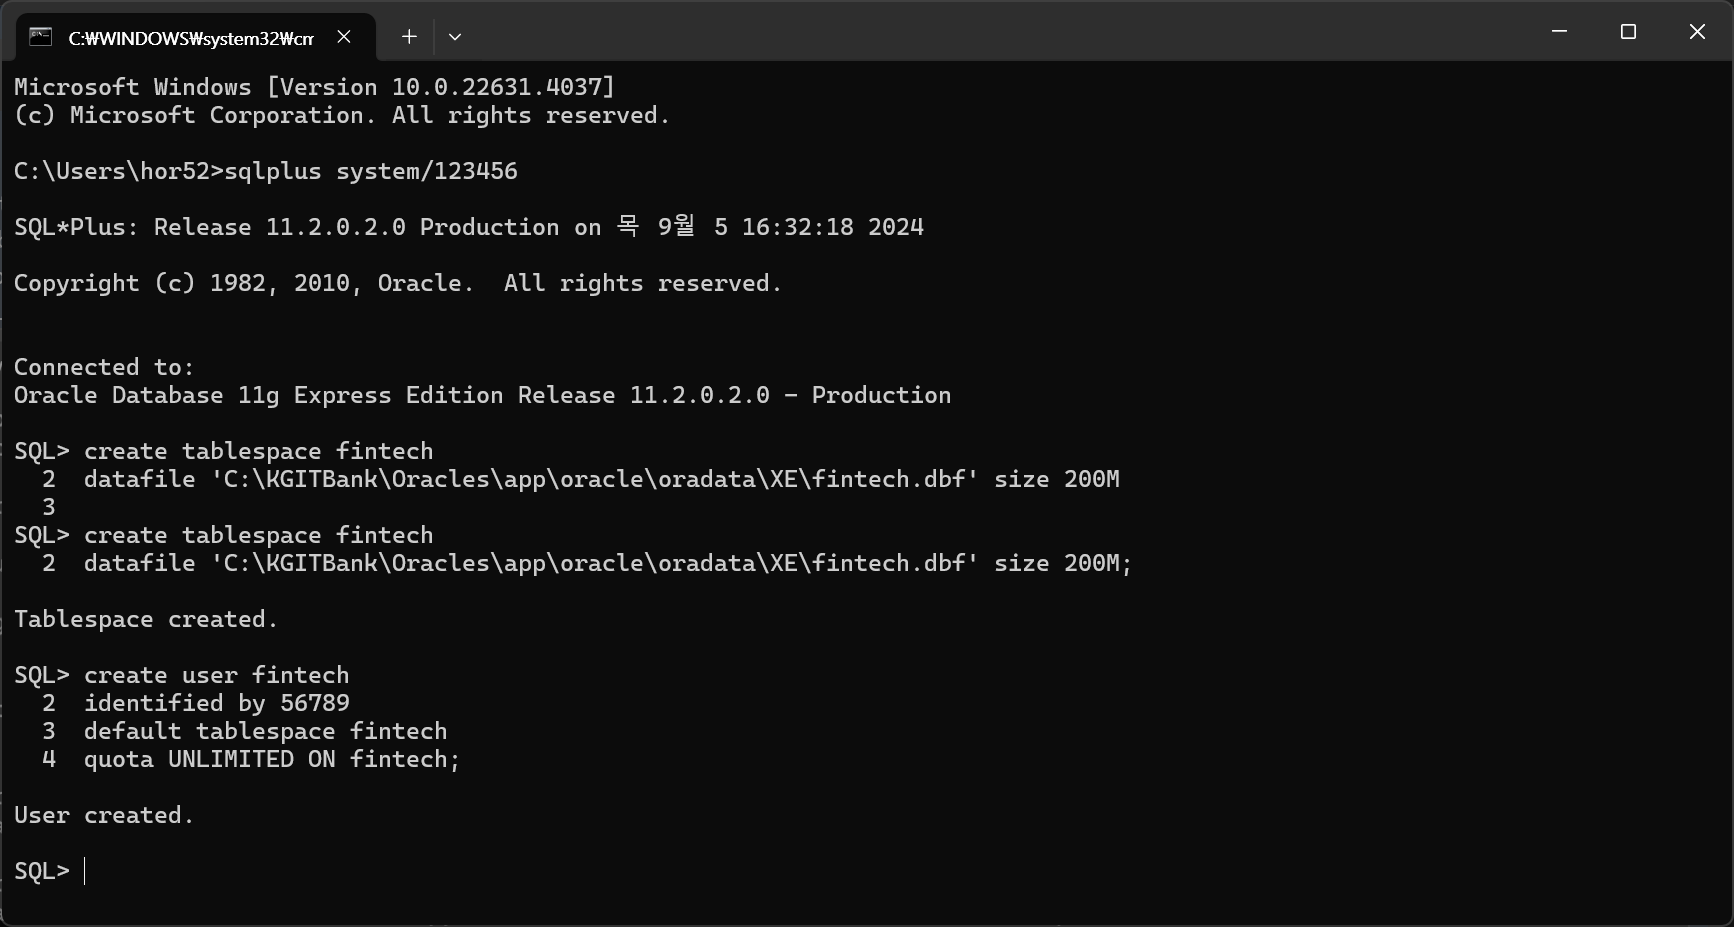 C:₩WINDOWS₩system32₩cm
Microsoft Windows [Version 10.0.22631.4037]
(c) Microsoft Corporation. All rights reserved.
C:\Users\hor52>sqlplus system/123456
SQL*Plus: Release 11.2.0.2.0 Production on 목 9월 5 16:32:18 2024
Copyright (c) 1982, 2010, Oracle.  All rights reserved.
Connected to:
Oracle Database 11g Express Edition Release 11.2.0.2.0 - Production
SQL> create tablespace fintech
  2  datafile 'C:\KGITBank\Oracles\app\oracle\oradata\XE\fintech.dbf' size 200M
  3
SQL> create tablespace fintech
  2  datafile 'C:\KGITBank\Oracles\app\oracle\oradata\XE\fintech.dbf' size 200M;
Tablespace created.
SQL> create user fintech
  2  identified by 56789
  3  default tablespace fintech
  4  quota UNLIMITED ON fintech;
User created.
SQL>